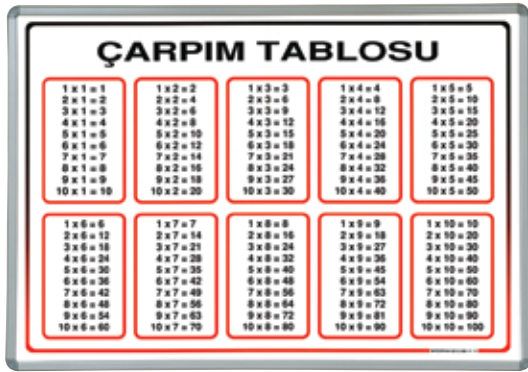 ÇARPIM TABLOSU
1 x 1 = 1
2 x 1 = 2
3 x 1 = 3
4 x 1 = 4
5 x 1 = 5
6 x 1 = 6
7 x 1 = 7
8 x 1 = 8
9 x 1 = 9
10 x 1 = 10
1 x 2 = 2
2 x 2 = 4
3 x 2 = 6
4 x 2 = 8
5 x 2 = 10
6 x 2 = 12
7 x 2 = 14
8 x 2 = 16
9 x 2 = 18
10 x 2 = 20
1 x 3 = 3
2 x 3 = 6
3 x 3 = 9
4 x 3 = 12
5 x 3 = 15
6 x 3 = 18
7 x 3 = 21
8 x 3 = 24
9 x 3 = 27
10 x 3 = 30
1 x 4 = 4
2 x 4 = 8
3 x 4 = 12
4 x 4 = 16
5 x 4 = 20
6 x 4 = 24
7 x 4 = 28
8 x 4 = 32
9 x 4 = 36
10 x 4 = 40
1 x 5 = 5
2 x 5 = 10
3 x 5 = 15
4 x 5 = 20
5 x 5 = 25
6 x 5 = 30
7 x 5 = 35
8 x 5 = 40
9 x 5 = 45
10 x 5 = 50
1 x 6 = 6
2 x 6 = 12
3 x 6 = 18
4 x 6 = 24
5 x 6 = 30
6 x 6 = 36
7 x 6 = 42
8 x 6 = 48
9 x 6 = 54
10 x 6 = 60
1 x 7 = 7
2 x 7 = 14
3 x 7 = 21
4 x 7 = 28
5 x 7 = 35
6 x 7 = 42
7 x 7 = 49
8 x 7 = 56
9 x 7 = 63
10 x 7 = 70
1 x 8 = 8
2 x 8 = 16
3 x 8 = 24
4 x 8 = 32
5 x 8 = 40
6 x 8 = 48
7 x 8 = 56
8 x 8 = 64
9 x 8 = 72
10 x 8 = 80
1 x 9 = 9
2 x 9 = 18
3 x 9 = 27
4 x 9 = 36
5 x 9 = 45
6 x 9 = 54
7 x 9 = 63
8 x 9 = 72
9 x 9 = 81
10 x 9 = 90
1 x 10 = 10
2 x 10 = 20
3 x 10 = 30
4 x 10 = 40
5 x 10 = 50
6 x 10 = 60
7 x 10 = 70
8 x 10 = 80
9 x 10 = 90
10 x 10 = 100